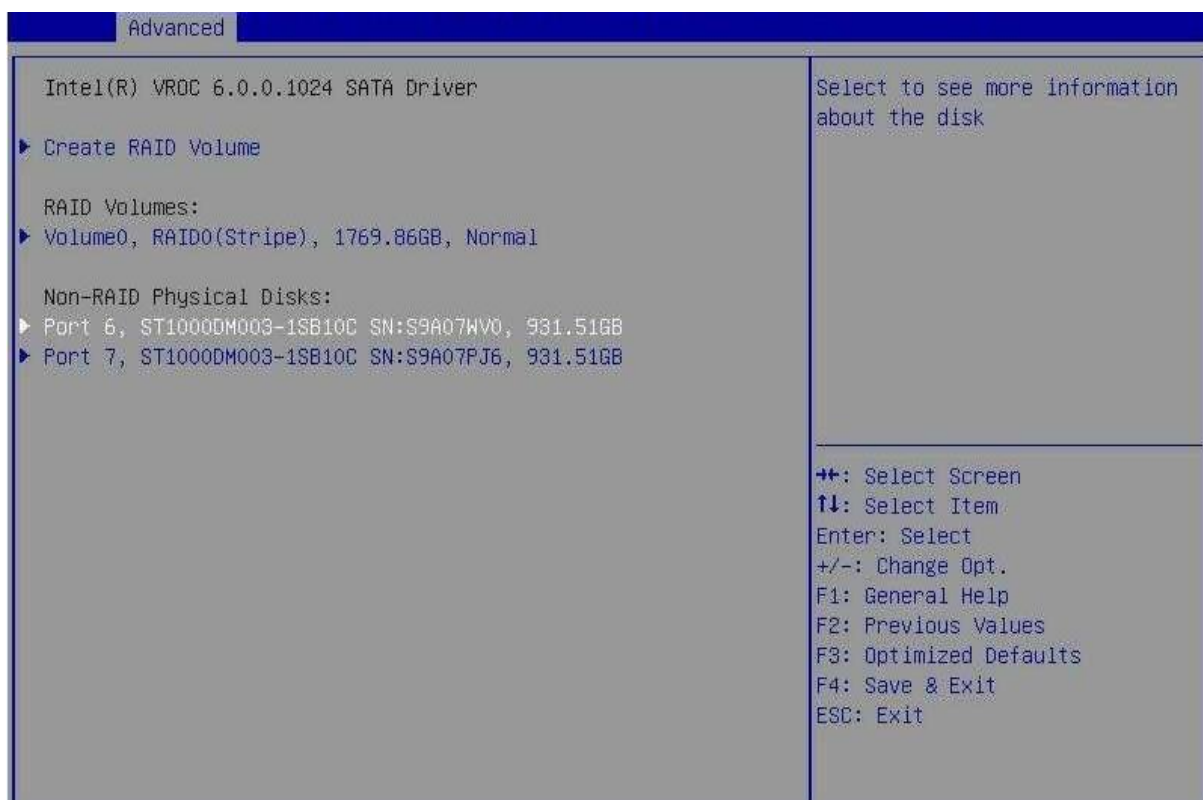 Advanced
Intel(R) VROC 6.0.0.1024 SATA Driver
Create RAID Volume
RAID Volumes:
Volume0, RAID0(Stripe), 1769.86GB, Normal
Non-RAID Physical Disks:
Port 6, ST1000DM003-1SB10C SN:S9A07WV0, 931.51GB
Port 7, ST1000DM003-1SB10C SN:S9A07PJ6, 931.51GB
Select to see more information
about the disk
→←: Select Screen
↑↓: Select Item
Enter: Select
+/-: Change Opt.
F1: General Help
F2: Previous Values
F3: Optimized Defaults
F4: Save & Exit
ESC: Exit